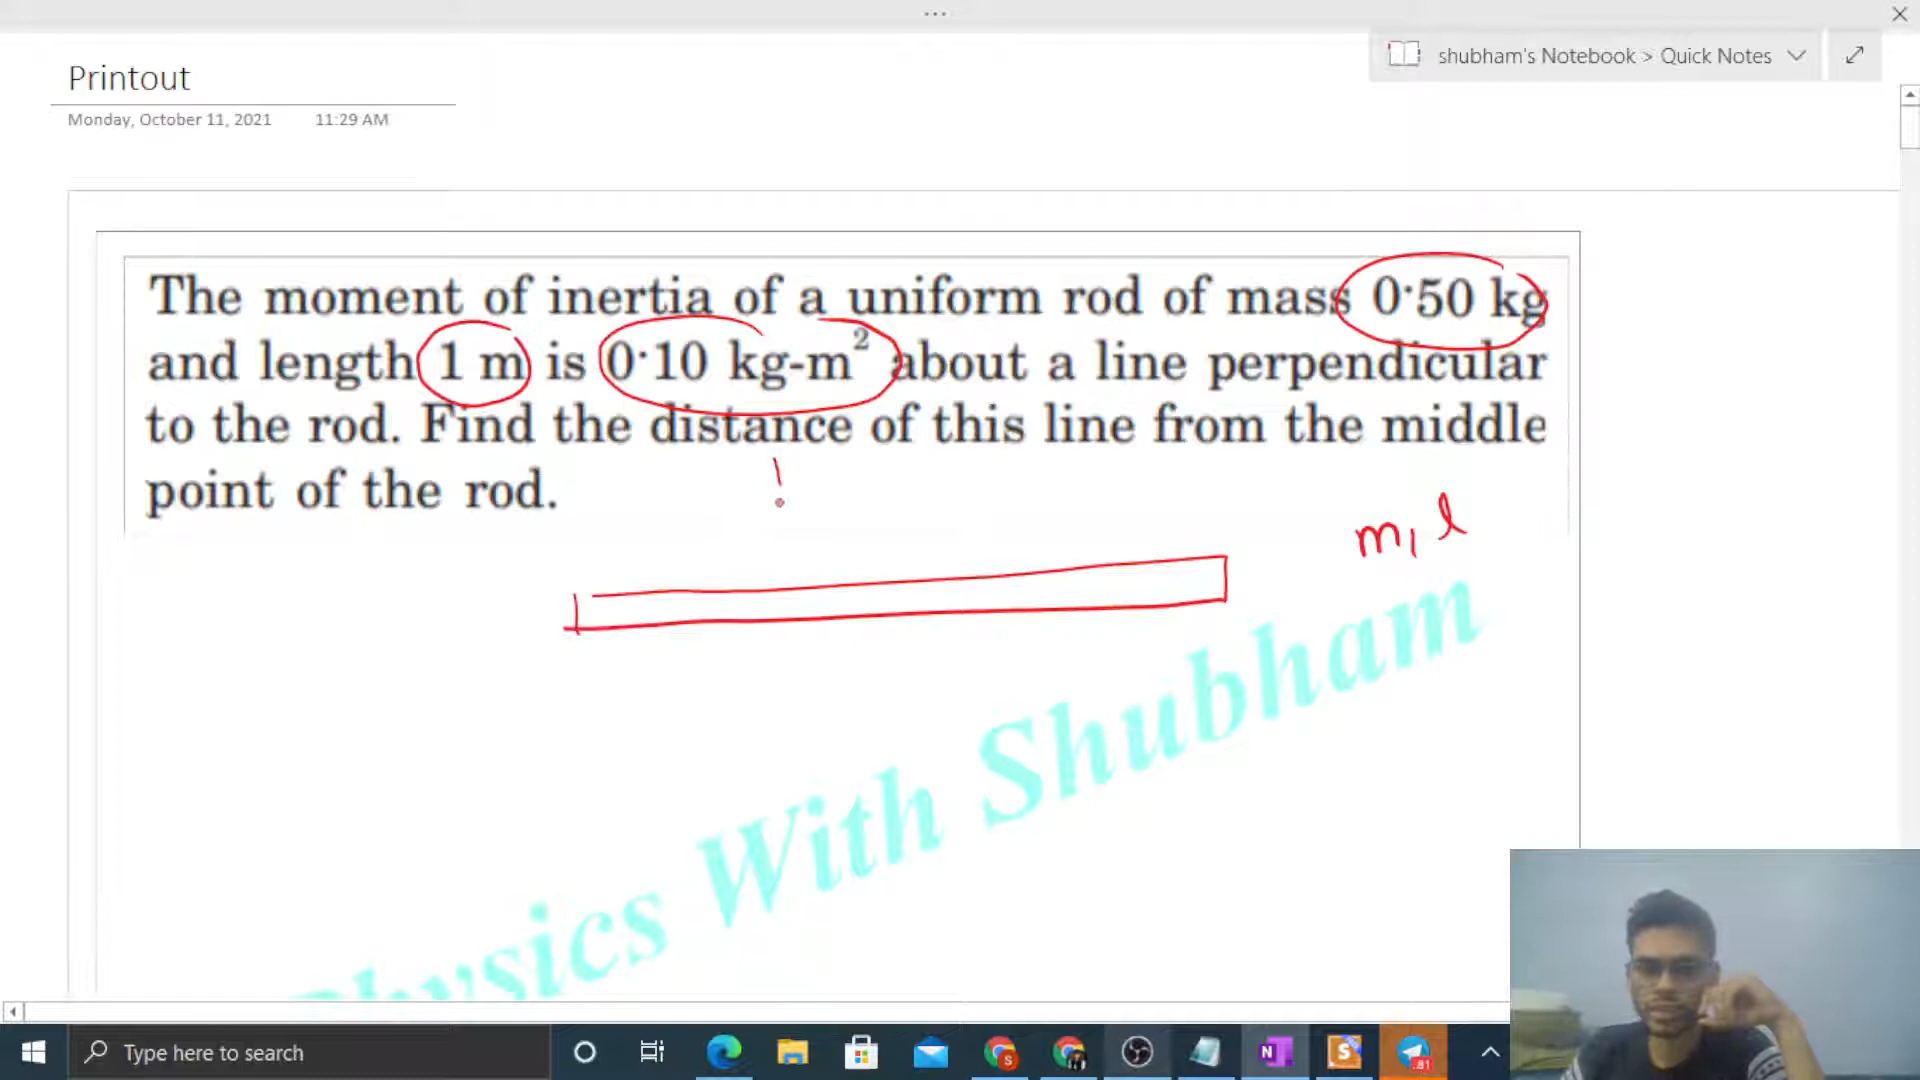 shubham's Notebook > Quick Notes
Printout
Monday, October 11, 2021 11:29 AM
The moment of inertia of a uniform rod of mass 0·50 kg
and length 1 m is 0·10 kg-m² about a line perpendicular
to the rod. Find the distance of this line from the middle
point of the rod.
m, l
Physics With Shubham
Type here to search
N
S
S
81